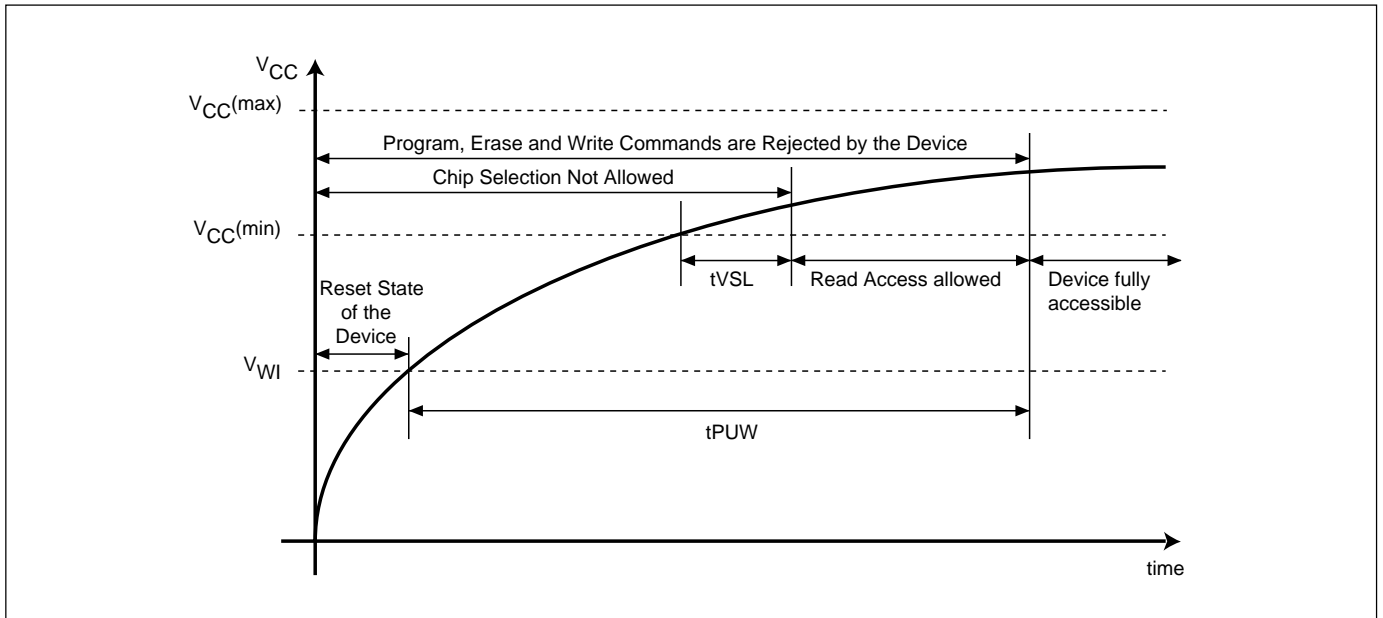 VCC
VCC(max)
Program, Erase and Write Commands are Rejected by the Device
Chip Selection Not Allowed
VCC(min)
tVSL
Read Access allowed
Device fully
accessible
Reset State
of the
Device
VWI
tPUW
time